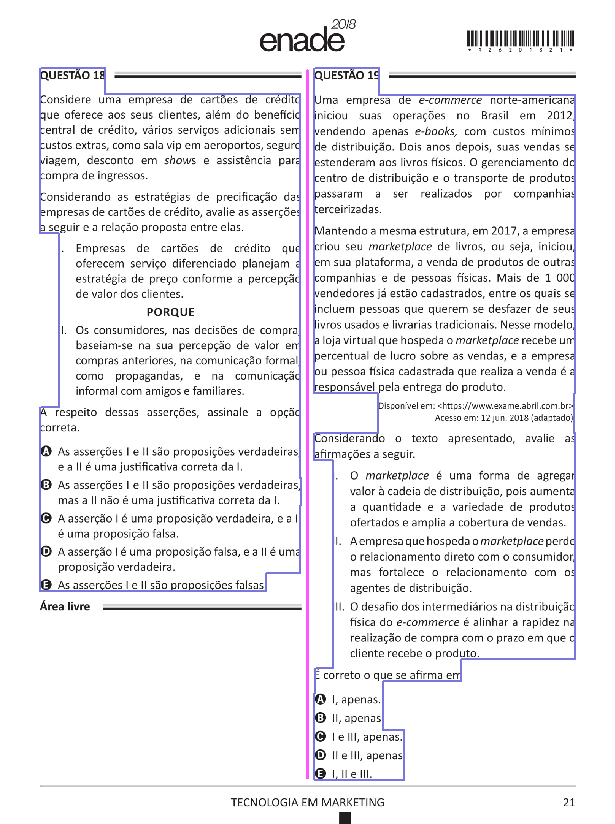 enade 2018
*R2620182 1*
QUESTÃO 18
Considere uma empresa de cartões de crédito
que oferece aos seus clientes, além do benefício
central de crédito, vários serviços adicionais sem
custos extras, como sala vip em aeroportos, seguro
viagem, desconto em shows e assistência para
compra de ingressos.
Considerando as estratégias de precificação das
empresas de cartões de crédito, avalie as asserções
a seguir e a relação proposta entre elas.
I. Empresas de cartões de crédito que
oferecem serviço diferenciado planejam a
estratégia de preço conforme a percepção
de valor dos clientes.
PORQUE
II. Os consumidores, nas decisões de compra,
baseiam-se na sua percepção de valor em
compras anteriores, na comunicação formal,
como propagandas, e na comunicação
informal com amigos e familiares.
A respeito dessas asserções, assinale a opção
correta.
A As asserções I e II são proposições verdadeiras,
e a II é uma justificativa correta da I.
B As asserções I e II são proposições verdadeiras,
mas a II não é uma justificativa correta da I.
C A asserção I é uma proposição verdadeira, e a II
é uma proposição falsa.
D A asserção I é uma proposição falsa, e a II é uma
proposição verdadeira.
E As asserções I e II são proposições falsas.
Área livre
QUESTÃO 19
Uma empresa de e-commerce norte-americana
iniciou suas operações no Brasil em 2012,
vendendo apenas e-books, com custos mínimos
de distribuição. Dois anos depois, suas vendas se
estenderam aos livros físicos. O gerenciamento do
centro de distribuição e o transporte de produtos
passaram a ser realizados por companhias
terceirizadas.
Mantendo a mesma estrutura, em 2017, a empresa
criou seu marketplace de livros, ou seja, iniciou,
em sua plataforma, a venda de produtos de outras
companhias e de pessoas físicas. Mais de 1 000
vendedores já estão cadastrados, entre os quais se
incluem pessoas que querem se desfazer de seus
livros usados e livrarias tradicionais. Nesse modelo,
a loja virtual que hospeda o marketplace recebe um
percentual de lucro sobre as vendas, e a empresa
ou pessoa física cadastrada que realiza a venda é a
responsável pela entrega do produto.
Disponível em: <https://www.exame.abril.com.br>.
Acesso em: 12 jun. 2018 (adaptado).
Considerando o texto apresentado, avalie as
afirmações a seguir.
I. O marketplace é uma forma de agregar
valor à cadeia de distribuição, pois aumenta
a quantidade e a variedade de produtos
ofertados e amplia a cobertura de vendas.
II. A empresa que hospeda o marketplace perde
o relacionamento direto com o consumidor,
mas fortalece o relacionamento com os
agentes de distribuição.
III. O desafio dos intermediários na distribuição
física do e-commerce é alinhar a rapidez na
realização de compra com o prazo em que o
cliente recebe o produto.
É correto o que se afirma em
A I, apenas.
B II, apenas.
C I e III, apenas.
D II e III, apenas.
E I, II e III.
TECNOLOGIA EM MARKETING
21